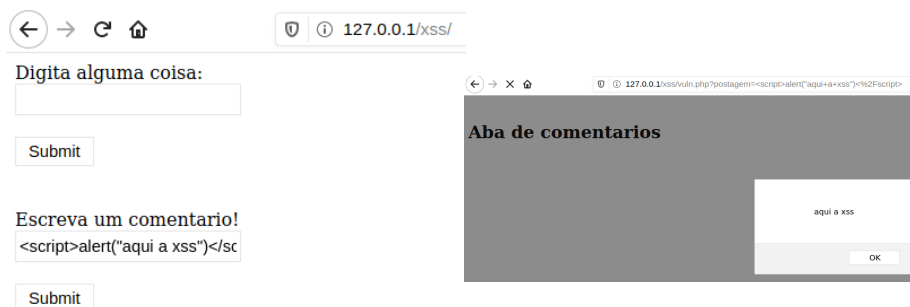 127.0.0.1/xss/
Digita alguma coisa:
Submit
Escreva um comentario!
<script>alert("aqui a xss")</sc
Submit
127.0.0.1/xss/vuln.php?postagem=<script>alert("aqui+a+xss")<%2Fscript>
Aba de comentarios
aqui a xss
OK